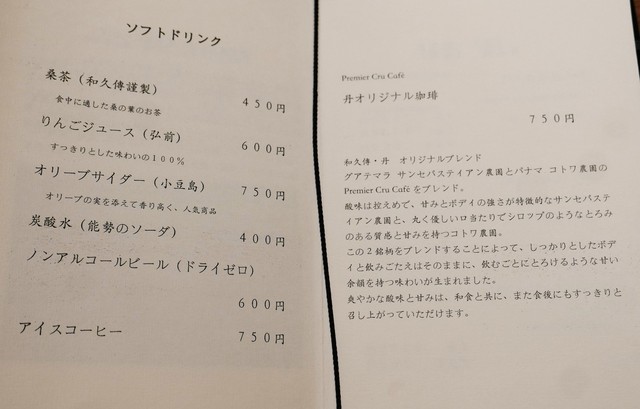 ソフトドリンク
桑茶（和久傳謹製）
食中に適した桑の葉のお茶
450円
りんごジュース（弘前）
すっきりとした味わいの100％
600円
オリーブサイダー（小豆島）
オリーブの実を添えて香り高く、人気商品
750円
炭酸水（能勢のソーダ）
400円
ノンアルコールビール（ドライゼロ）
600円
アイスコーヒー
750円
Premier Cru Café
丹オリジナル珈琲
750円
和久傳・丹 オリジナルブレンド
グアテマラ サンセバステイアン農園とパナマ コトワ農園の
Premier Cru Café をブレンド。
酸味は控えめで、甘みとボデイの強さが特徴的なサンセバステ
イアン農園と、丸く優しい口当たりでシロップのようなとろみ
のある質感と甘みを持つコトワ農園。
この2銘柄をブレンドすることによって、しっかりとしたボデ
イと飲みごたえはそのままに、飲むごとにとろけるような甘い
余韻を持つ味わいが生まれました。
爽やかな酸味と甘みは、和食と共に、また食後にもすっきりと
召し上がっていただけます。